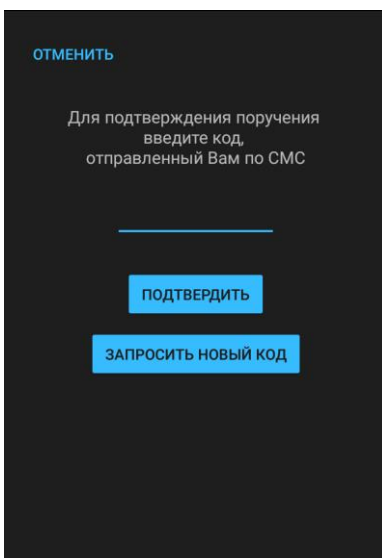 ОТМЕНИТЬ
Для подтверждения поручения
введите код,
отправленный Вам по СМС
ПОДТВЕРДИТЬ
ЗАПРОСИТЬ НОВЫЙ КОД